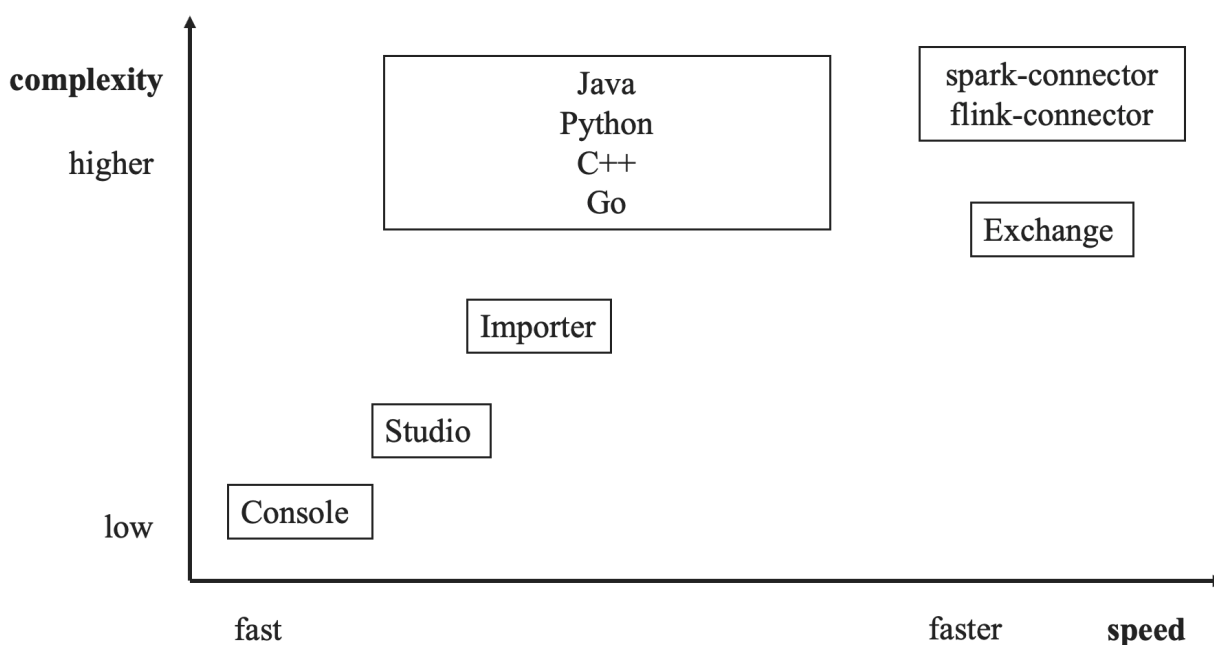 complexity
higher
low
Java
Python
C++
Go
spark-connector
flink-connector
Exchange
Importer
Studio
Console
fast
faster
speed